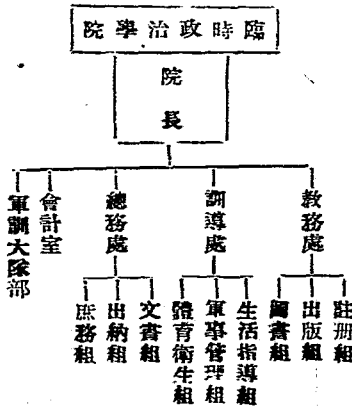 臨時政治學院
院長
教務處
訓導處
總務處
會計室
軍訓大隊部
註册組
出版組
圖書組
生活指導組
軍事管理組
體育衛生組
文書組
出納組
庶務組